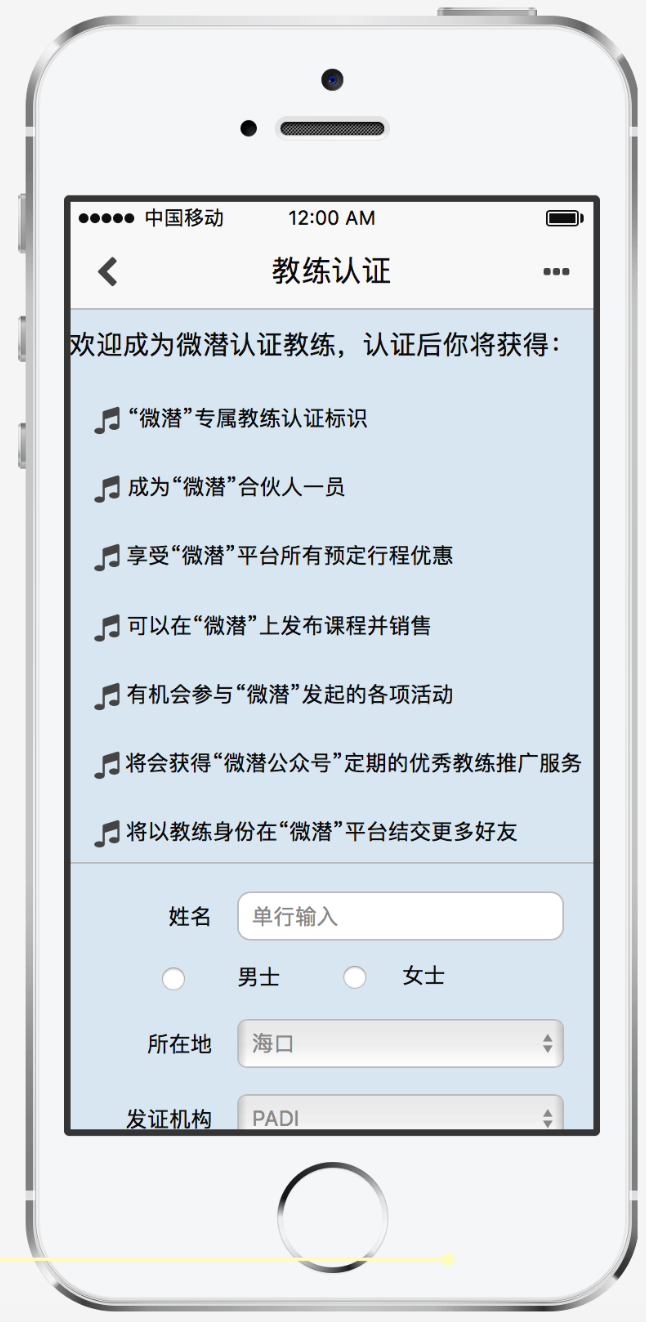 中国移动 12:00 AM
教练认证
欢迎成为微潜认证教练，认证后你将获得：
“微潜”专属教练认证标识
成为“微潜”合伙人一员
享受“微潜”平台所有预定行程优惠
可以在“微潜”上发布课程并销售
有机会参与“微潜”发起的各项活动
将会获得“微潜公众号”定期的优秀教练推广服务
将以教练身份在“微潜”平台结交更多好友
姓名 单行输入
男士 女士
所在地 海口
发证机构 PADI